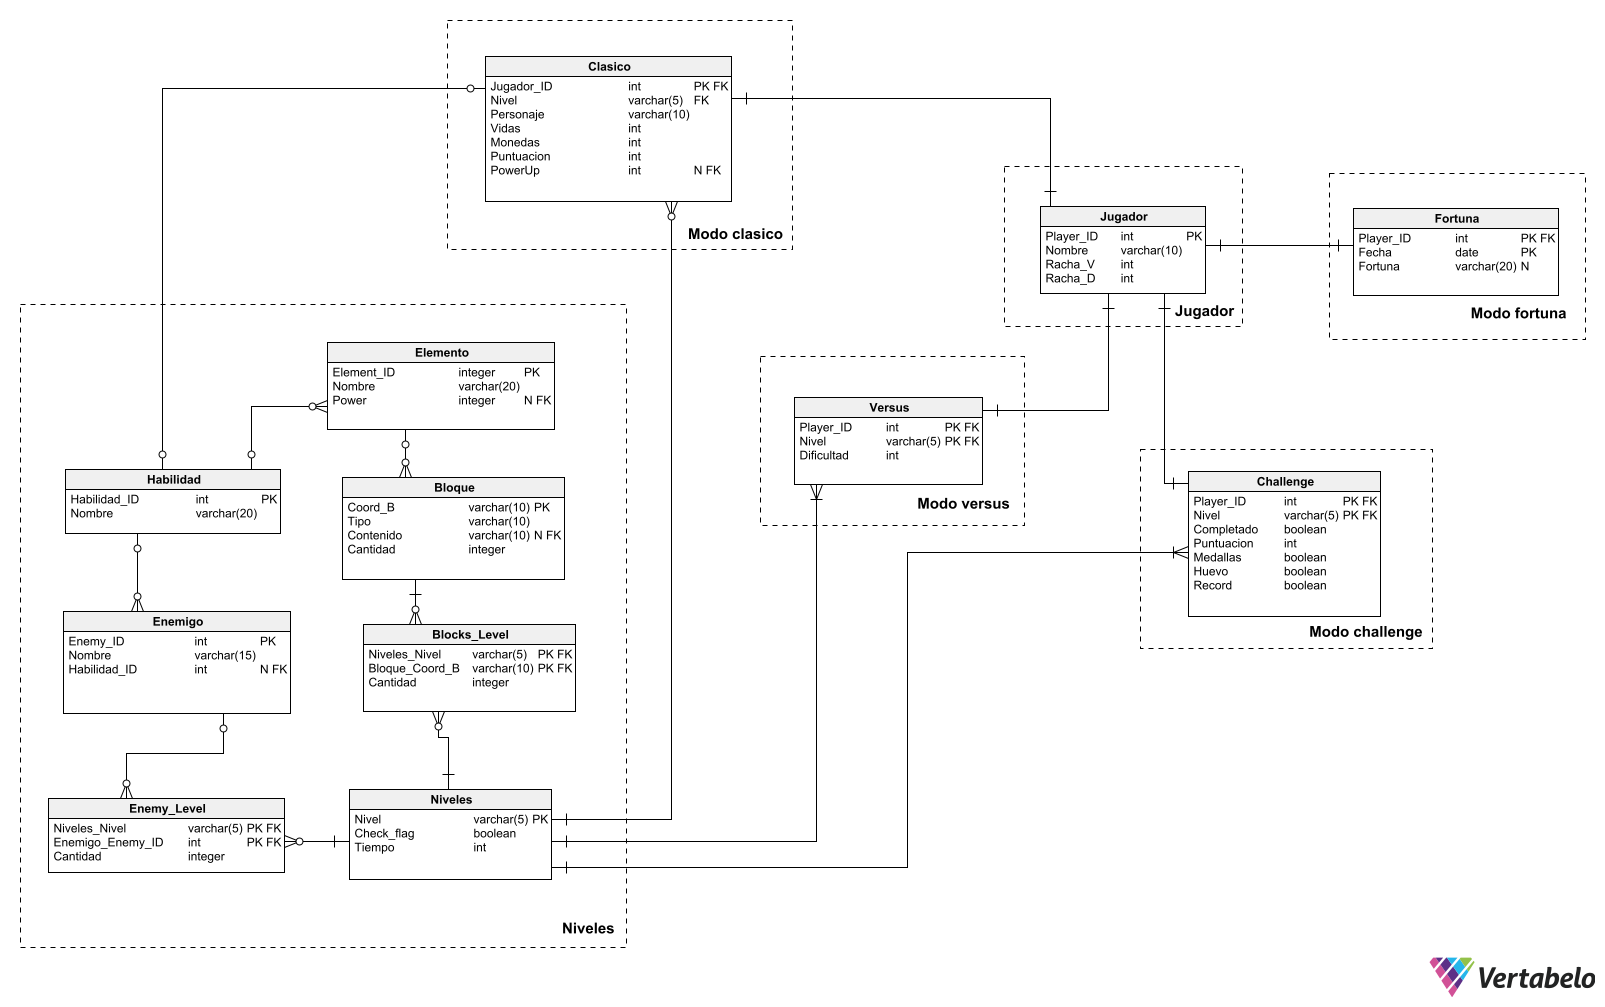 Clasico
Jugador_ID int PK FK
Nivel varchar(5) FK
Personaje varchar(10)
Vidas int
Monedas int
Puntuacion int
PowerUp int N FK
Modo clasico
Jugador
Player_ID int PK
Nombre varchar(10)
Racha_V int
Racha_D int
Jugador
Fortuna
Player_ID int PK FK
Fecha date PK
Fortuna varchar(20) N
Modo fortuna
Elemento
Element_ID integer PK
Nombre varchar(20)
Power integer N FK
Versus
Player_ID int PK FK
Nivel varchar(5) PK FK
Dificultad int
Modo versus
Habilidad
Habilidad_ID int PK
Nombre varchar(20)
Bloque
Coord_B varchar(10) PK
Tipo varchar(10)
Contenido varchar(10) N FK
Cantidad integer
Challenge
Player_ID int PK FK
Nivel varchar(5) PK FK
Completado boolean
Puntuacion int
Medallas boolean
Huevo boolean
Record boolean
Modo challenge
Enemigo
Enemy_ID int PK
Nombre varchar(15)
Habilidad_ID int N FK
Blocks_Level
Niveles_Nivel varchar(5) PK FK
Bloque_Coord_B varchar(10) PK FK
Cantidad integer
Enemy_Level
Niveles_Nivel varchar(5) PK FK
Enemigo_Enemy_ID int PK FK
Cantidad integer
Niveles
Nivel varchar(5) PK
Check_flag boolean
Tiempo int
Niveles
Vertabelo